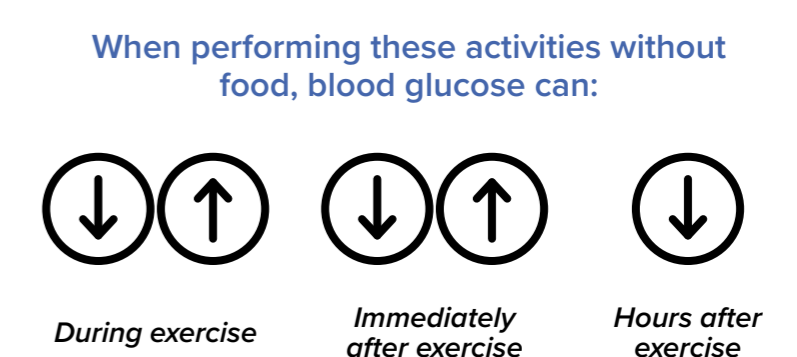 When performing these activities without
food, blood glucose can:
During exercise
Immediately
after exercise
Hours after
exercise